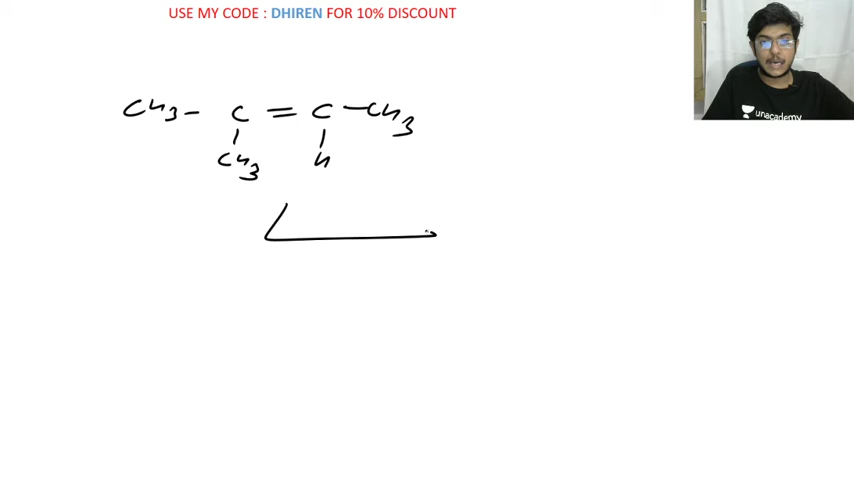 USE MY CODE : DHIREN FOR 10% DISCOUNT
unacademy
CH3- C = C -CH3
CH3 H